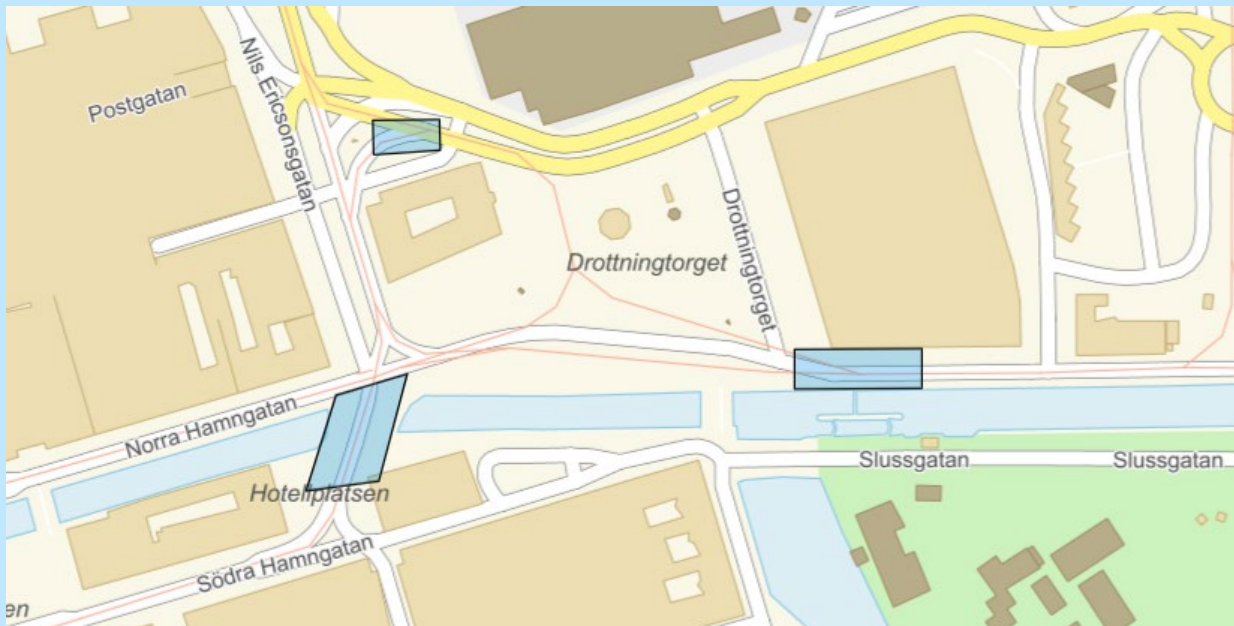 Postgatan
Nils Ericsonsgatan
Drottningtorget
Drottningtorget
Norra Hamngatan
Hotellplatsen
Slussgatan
Slussgatan
Södra Hamngatan
en